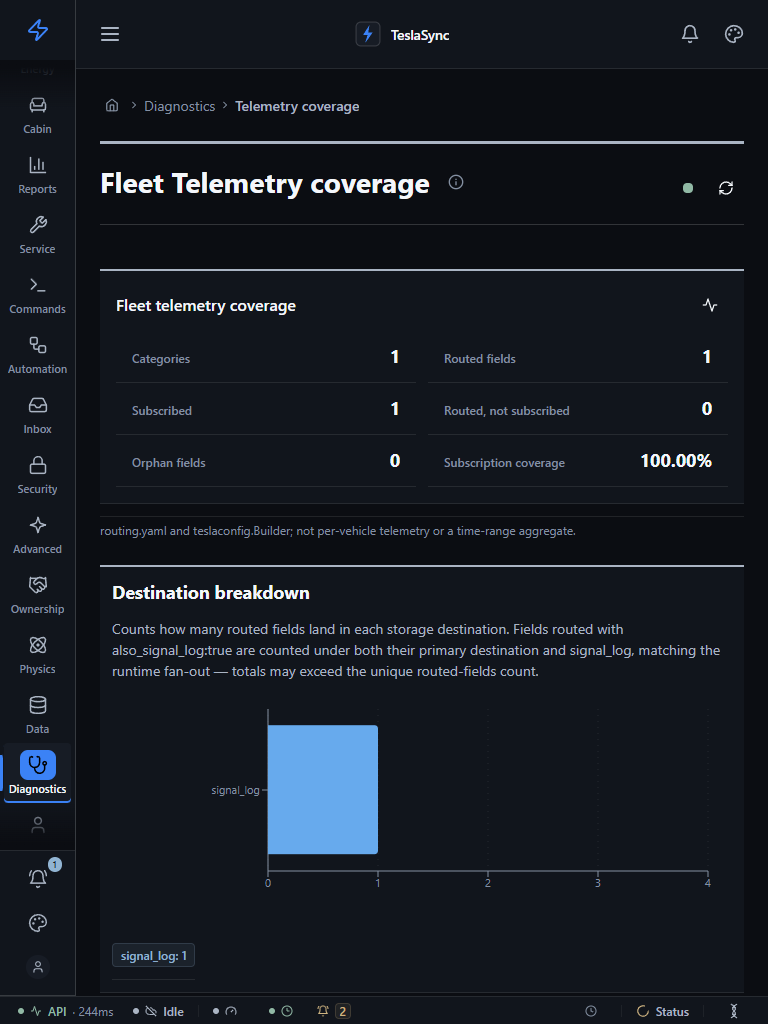 TeslaSync
Energy
Cabin
Reports
Service
Commands
Automation
Inbox
Security
Advanced
Ownership
Physics
Data
Diagnostics
1
Diagnostics
Telemetry coverage
Fleet Telemetry coverage
Fleet telemetry coverage
Categories 1
Routed fields 1
Subscribed 1
Routed, not subscribed 0
Orphan fields 0
Subscription coverage 100.00%
routing.yaml and teslaconfig.Builder; not per-vehicle telemetry or a time-range aggregate.
Destination breakdown
Counts how many routed fields land in each storage destination. Fields routed with
also_signal_log:true are counted under both their primary destination and signal_log, matching the
runtime fan-out — totals may exceed the unique routed-fields count.
signal_log
0 1 2 3 4
signal_log: 1
API · 244ms
Idle
2
Status